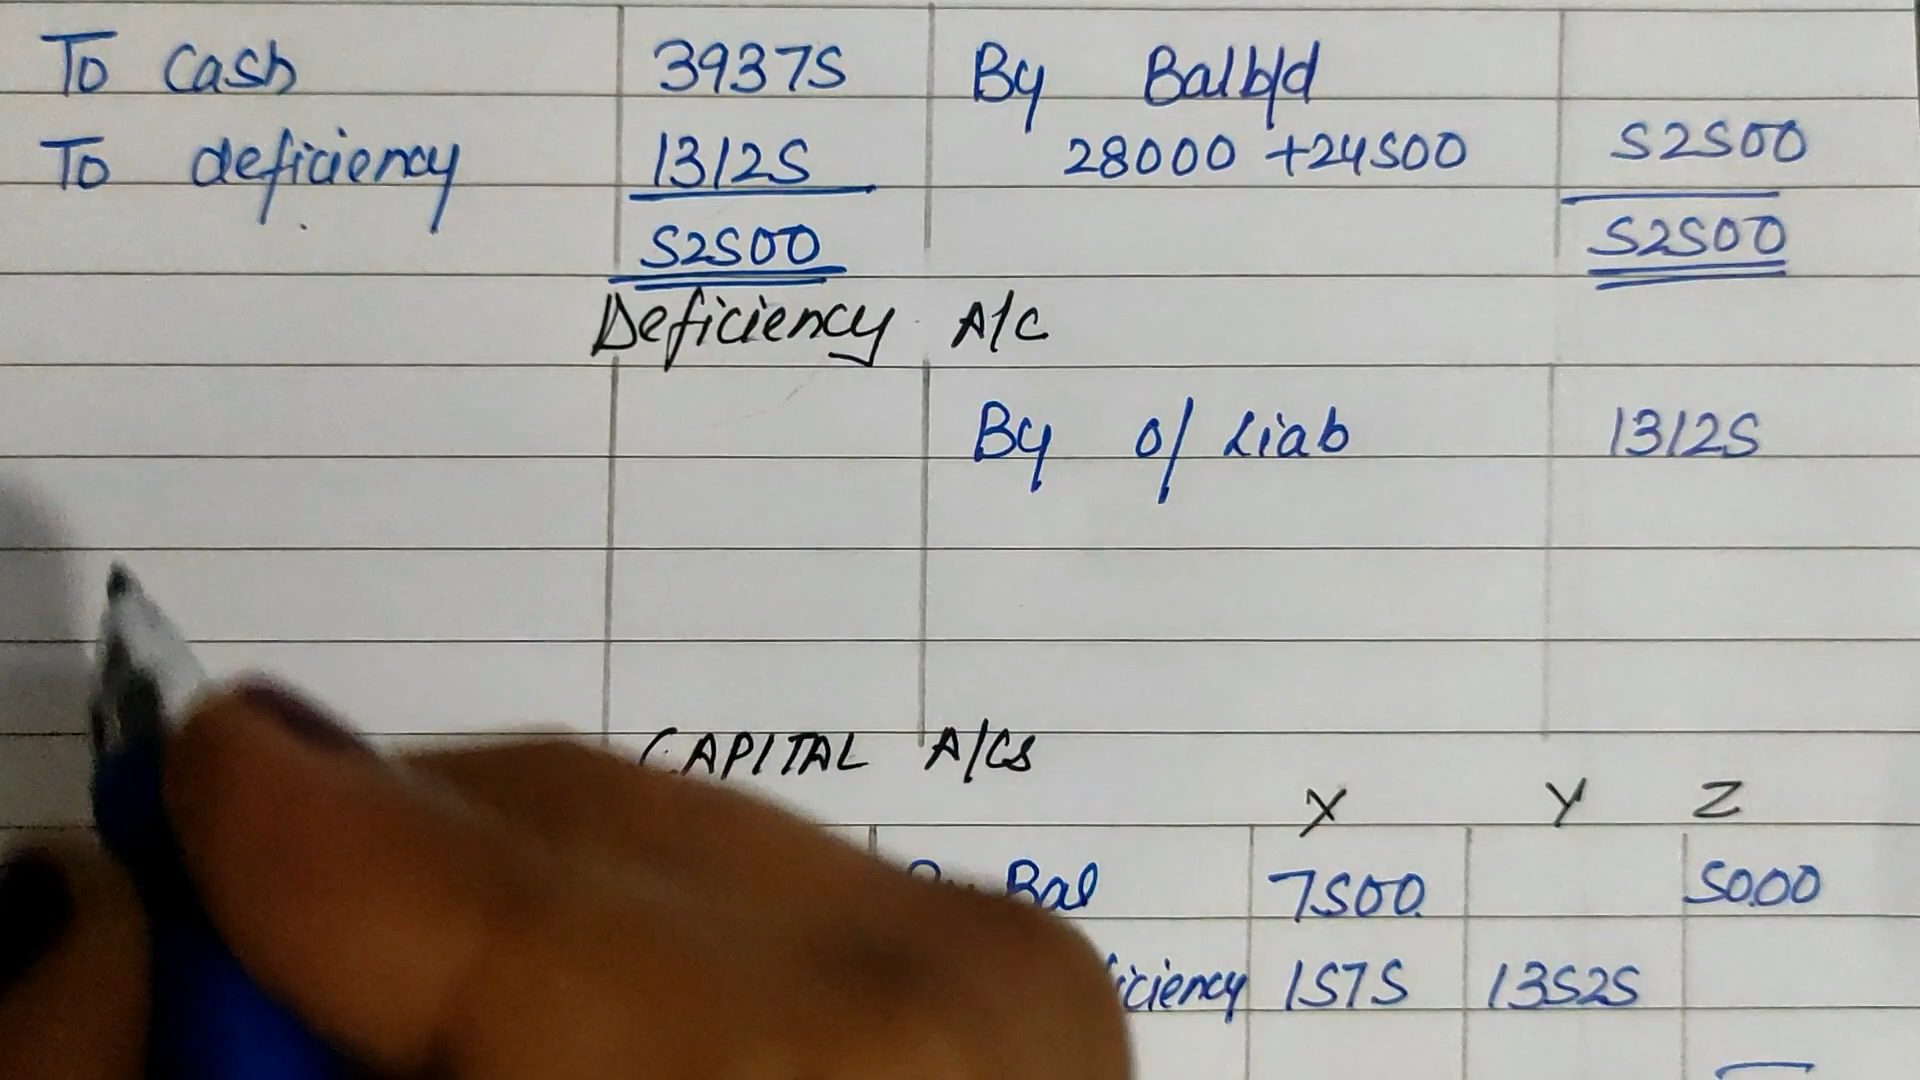 To Cash 39375 By Bal b/d
To deficiency 13125 28000 + 24500 52500
52500 52500
Deficiency A/C
By o/ Liab 13125
CAPITAL A/Cs
X Y Z
Bal 7500 5000
iciency 1575 13525